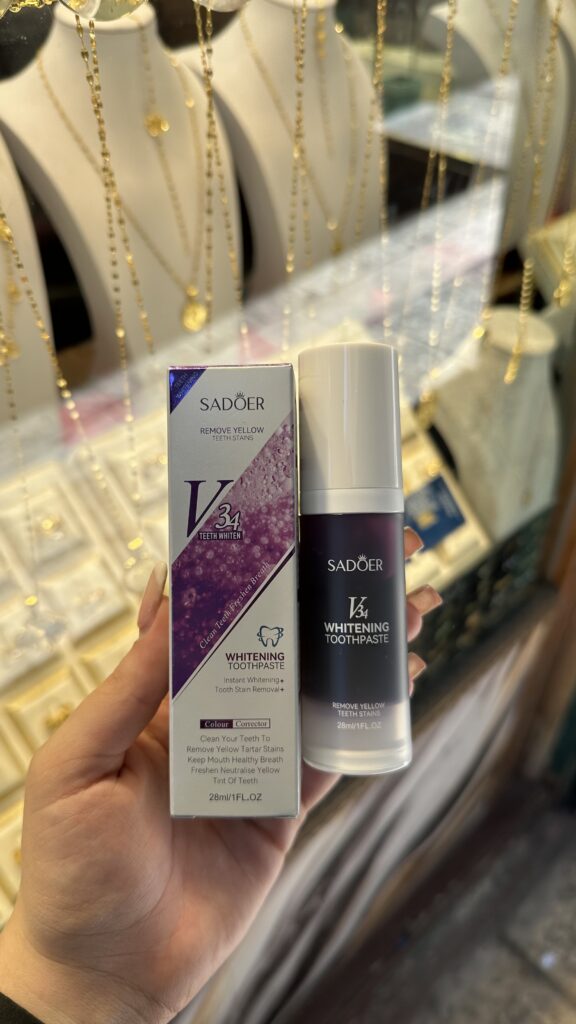 SADOER
REMOVE YELLOW
TEETH STAINS
V34
TEETH WHITEN
Clean Teeth Freshen Breath
WHITENING
TOOTHPASTE
Instant Whitening+
Tooth Stain Removal+
Colour Corrector
Clean Your Teeth To
Remove Yellow Tartar Stains
Keep Mouth Healthy Breath
Freshen Neutralise Yellow
Tint Of Teeth
28ml/1FL.OZ
SADOER
V34
WHITENING
TOOTHPASTE
REMOVE YELLOW
TEETH STAINS
28ml/1FL.OZ